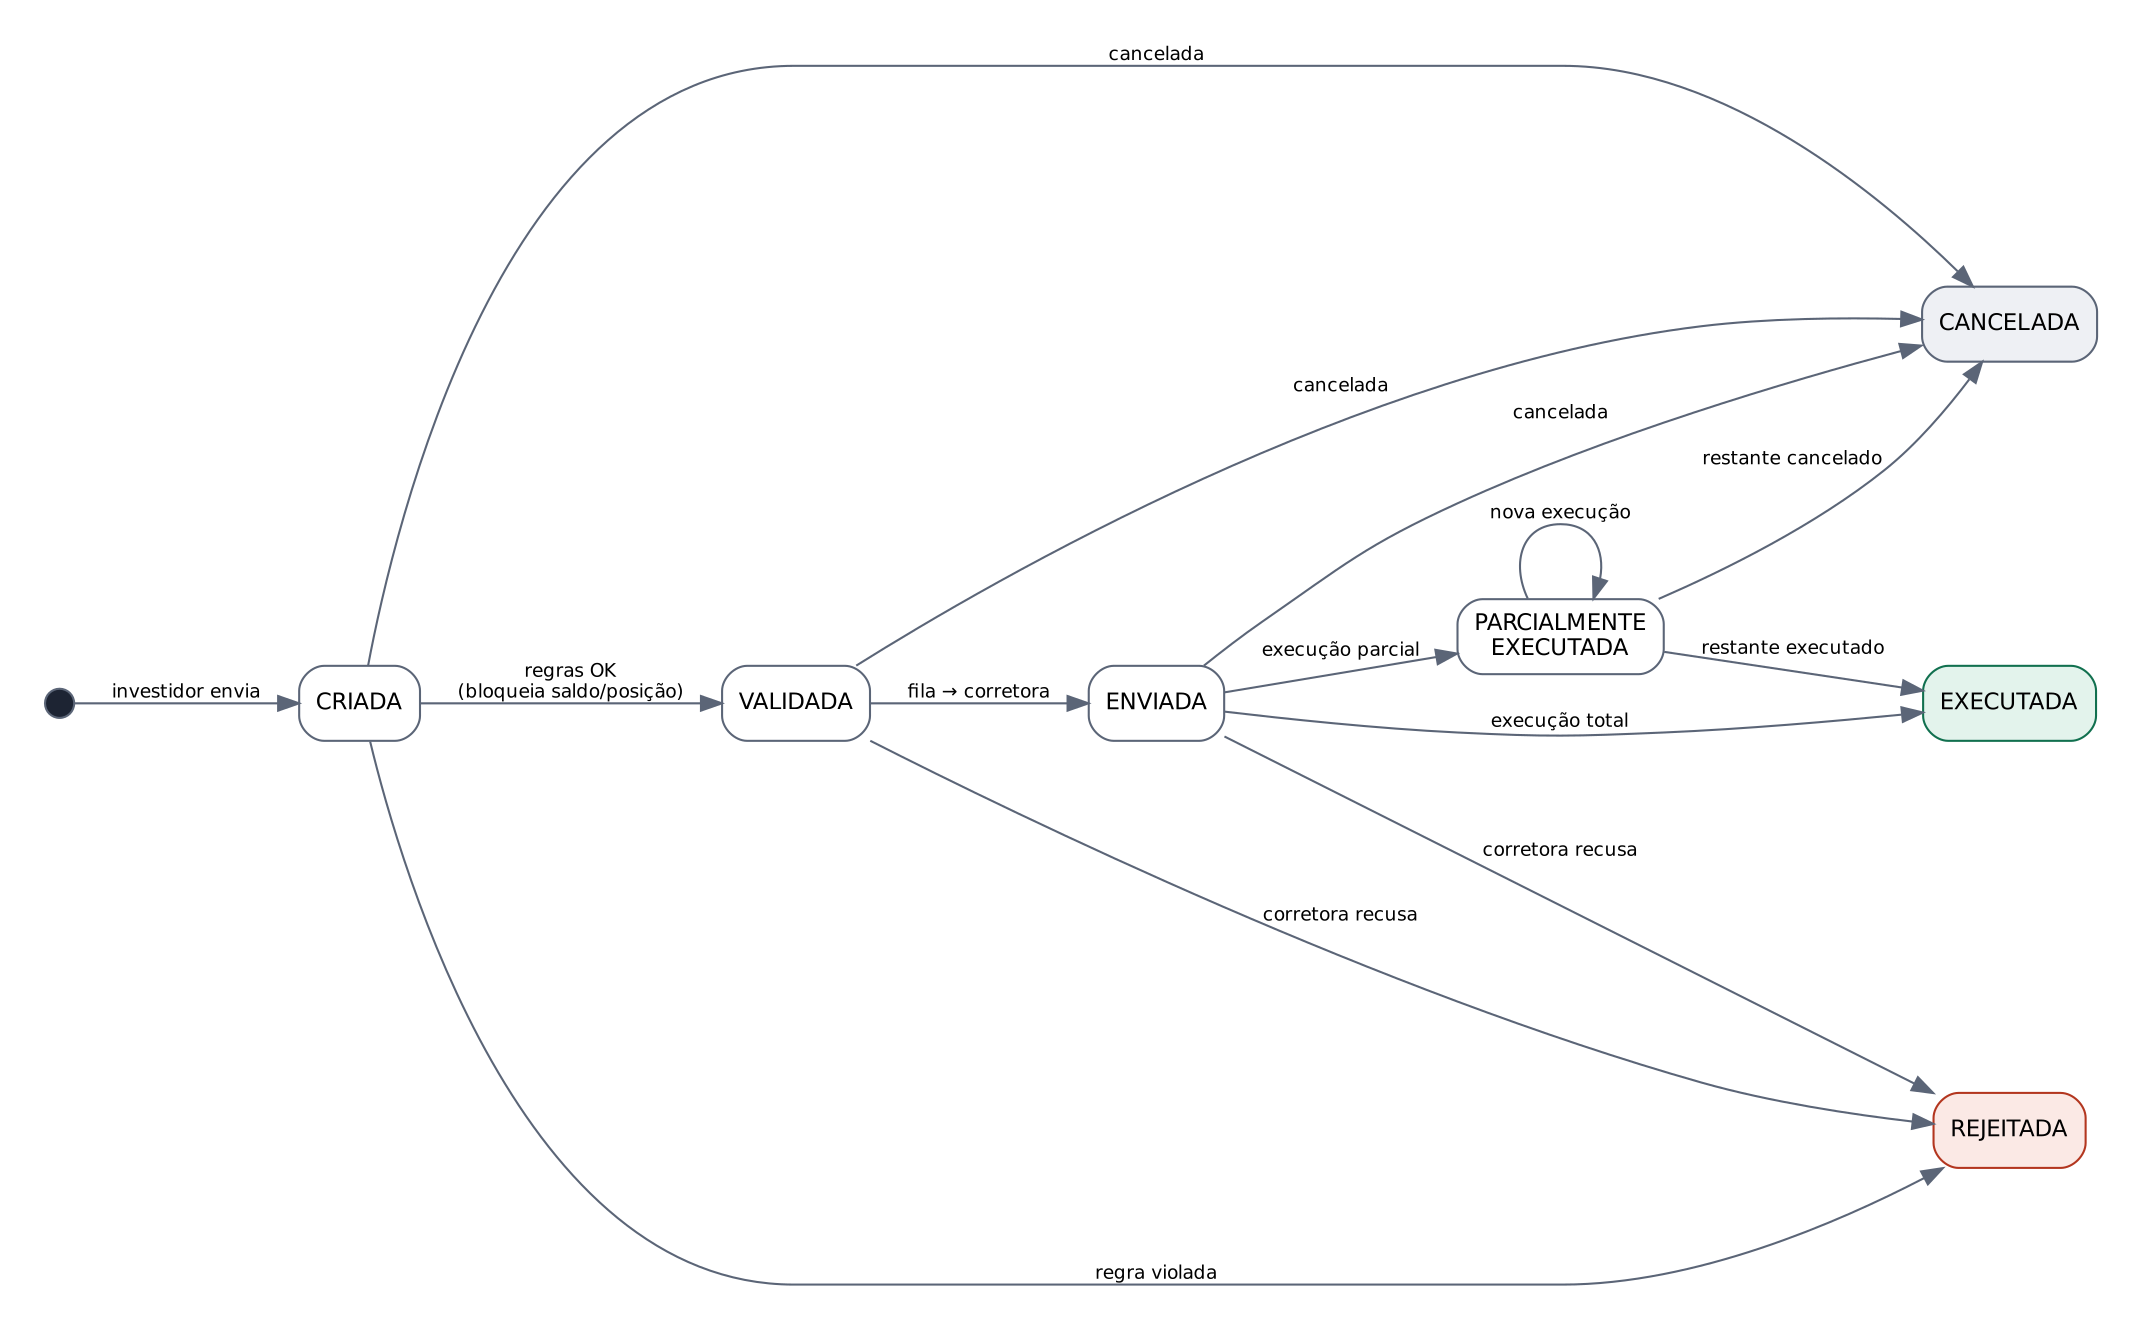 cancelada
CANCELADA
cancelada
cancelada
restante cancelado
nova execução
PARCIALMENTE
EXECUTADA
execução parcial
restante executado
investidor envia
CRIADA
regras OK
(bloqueia saldo/posição)
VALIDADA
fila → corretora
ENVIADA
execução total
EXECUTADA
corretora recusa
corretora recusa
REJEITADA
regra violada